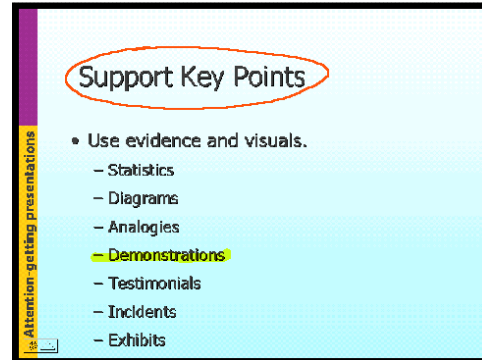 Support Key Points
• Use evidence and visuals.
– Statistics
– Diagrams
– Analogies
– Demonstrations
– Testimonials
– Incidents
– Exhibits
Attention-getting presentations